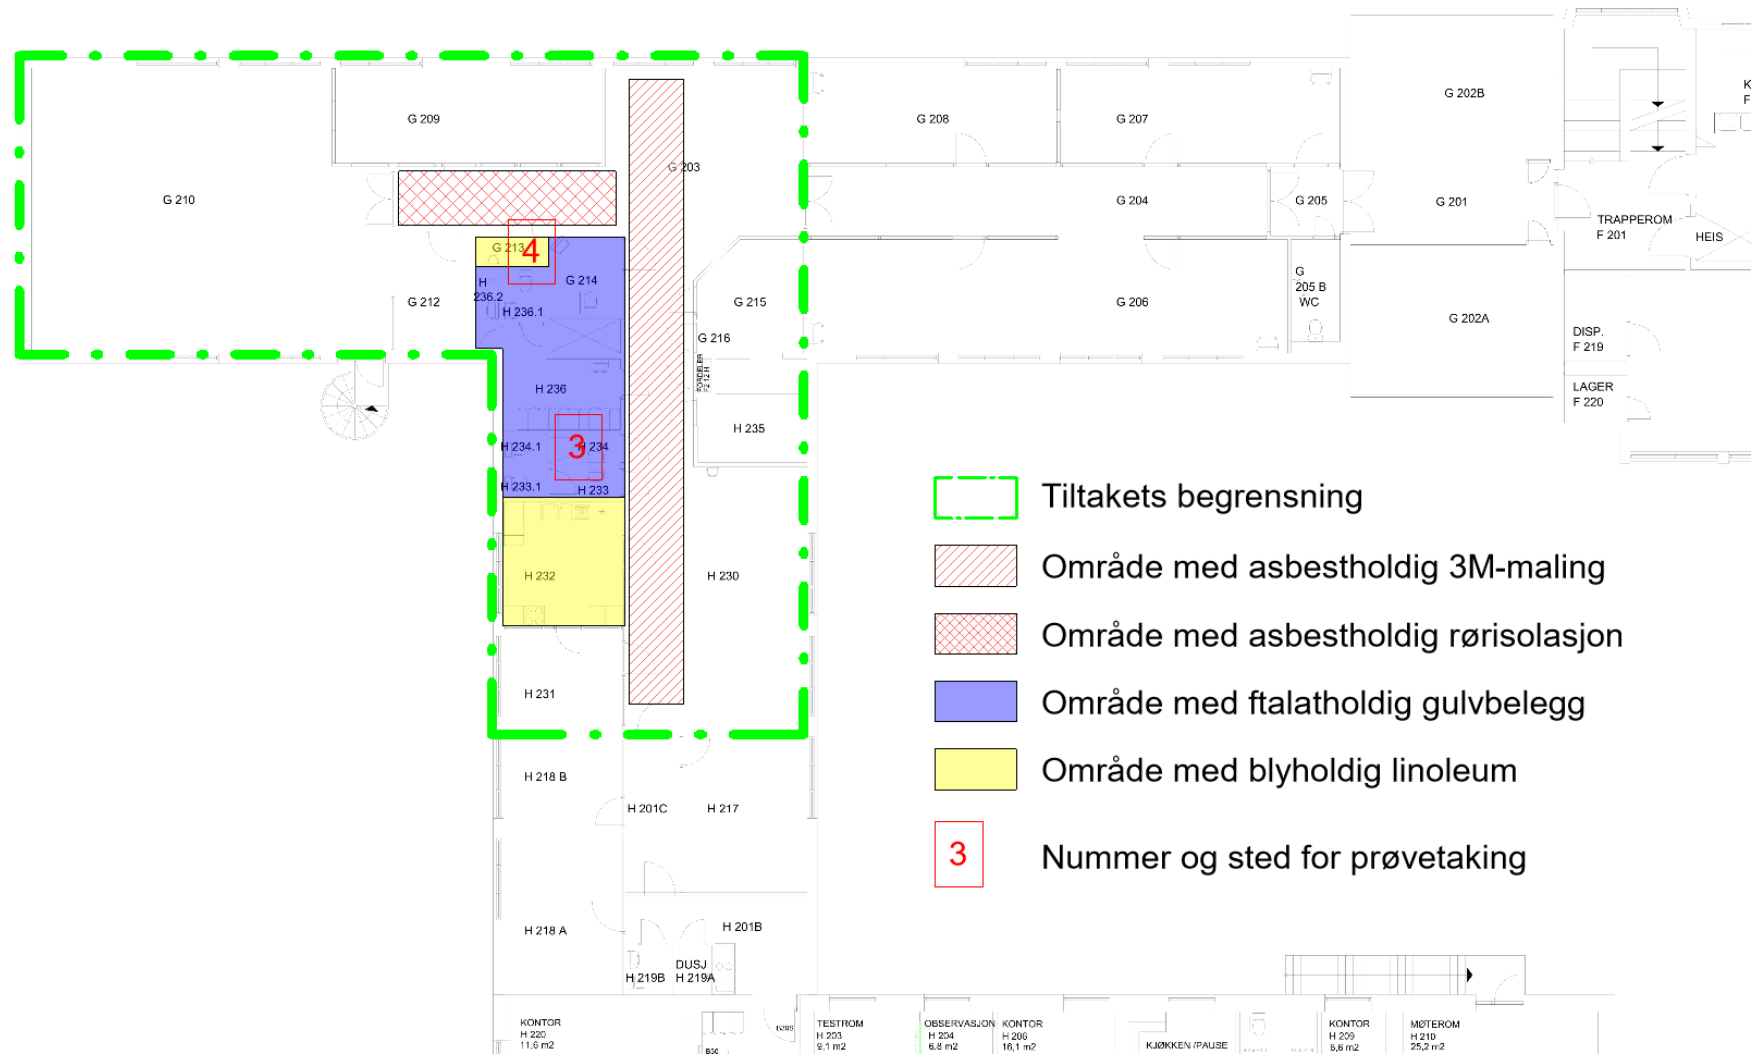 G 209
G 208
G 207
G 202B
K
F
G 203
G 210
G 204
G 205
G 201
TRAPPEROM
F 201
HEIS
G 213
4
G 214
H
236.2
H 236.1
G 212
G 215
G 216
G 206
G
205 B
WC
G 202A
DISP.
F 219
FORDELER
H 236
LAGER
F 220
H 235
H 234.1
3
H 234
H 233.1
H 233
Tiltakets begrensning
Område med asbestholdig 3M-maling
H 232
H 230
Område med asbestholdig rørisolasjon
H 231
Område med ftalatholdig gulvbelegg
Område med blyholdig linoleum
H 218 B
H 201C
H 217
3
Nummer og sted for prøvetaking
H 218 A
H 201B
DUSJ
H 219B
H 219A
KONTOR
H 220
11,6 m2
TESTROM
H 203
9,1 m2
OBSERVASJON
H 204
6,8 m2
KONTOR
H 206
16,1 m2
KJØKKEN /PAUSE
KONTOR
H 209
6,6 m2
MØTEROM
H 210
25,2 m2